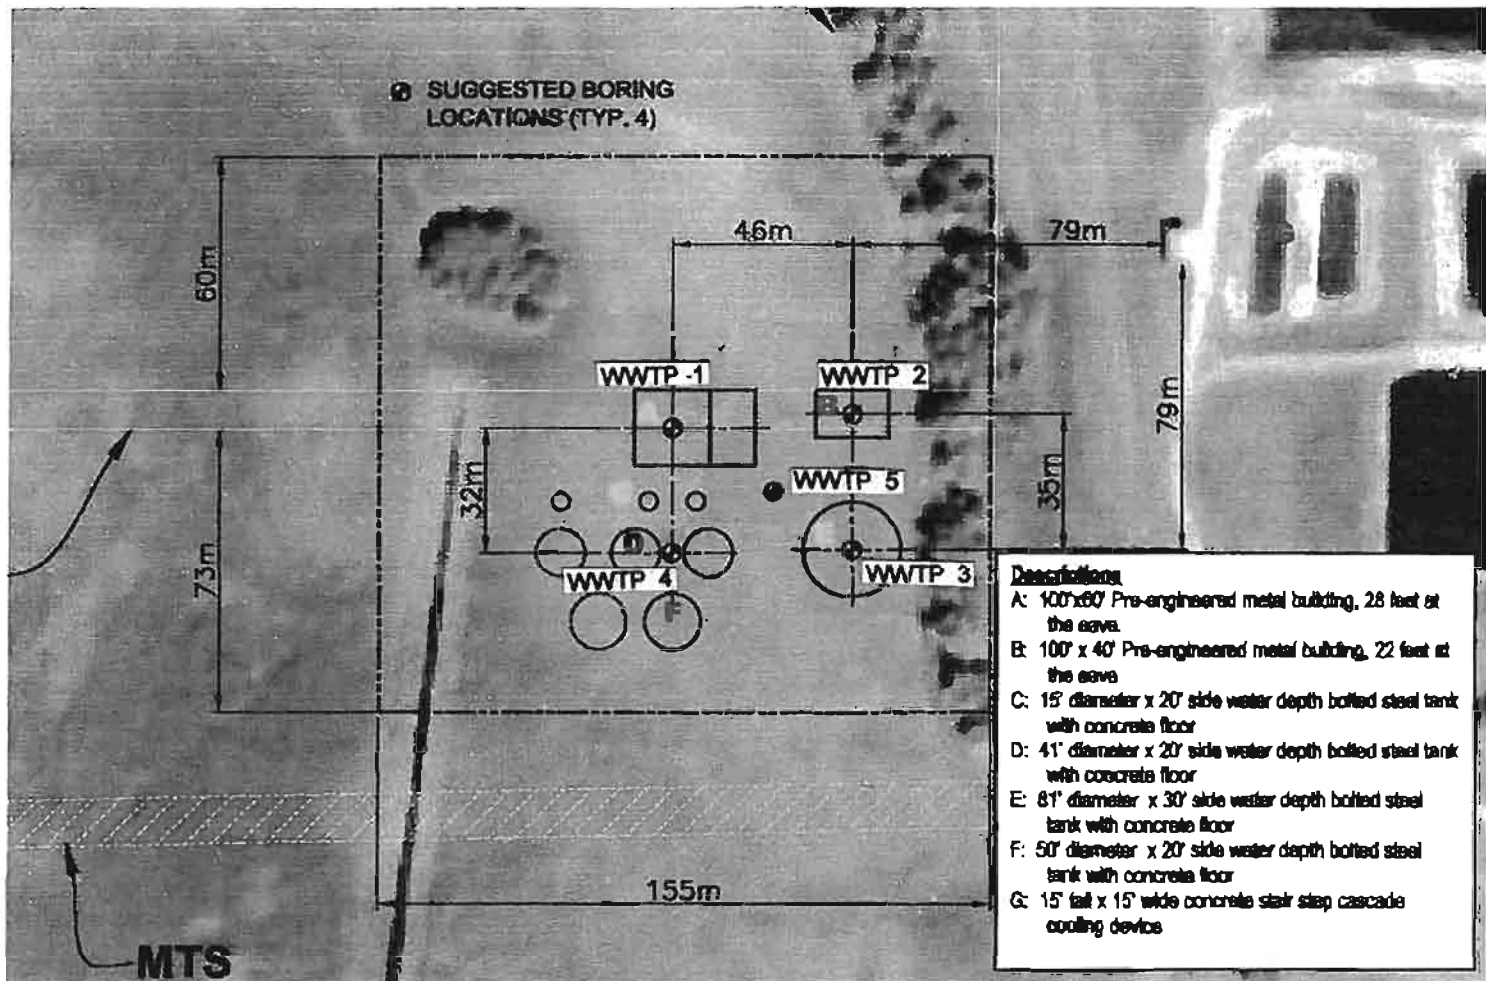 SUGGESTED BORING
LOCATIONS (TYP. 4)
46m
79m
60m
WWTP -1
WWTP 2
B
79m
32m
WWTP 5
35m
73m
D
WWTP 4
WWTP 3
F
Descriptions
A: 100'x60' Pre-engineered metal building, 28 feet at
the eave.
B: 100' x 40' Pre-engineered metal building, 22 feet at
the eave
C: 15' diameter x 20' side water depth bolted steel tank
with concrete floor
D: 41' diameter x 20' side water depth bolted steel tank
with concrete floor
E: 81' diameter x 30' side water depth bolted steel
tank with concrete floor
F: 50' diameter x 20' side water depth bolted steel
tank with concrete floor
G: 15' tall x 15' wide concrete stair step cascade
cooling device
155m
MTS